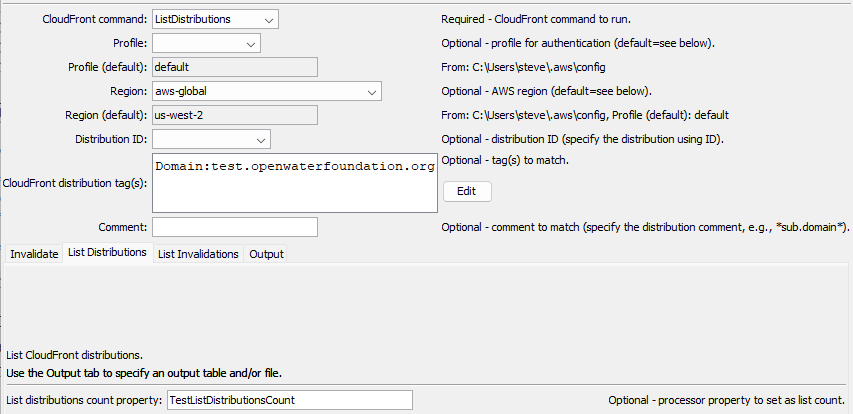 CloudFront command: ListDistributions Required - CloudFront command to run.
Profile: Optional - profile for authentication (default=see below).
Profile (default): default From: C:\Users\steve\.aws\config
Region: aws-global Optional - AWS region (default=see below).
Region (default): us-west-2 From: C:\Users\steve\.aws\config, Profile (default): default
Distribution ID: Optional - distribution ID (specify the distribution using ID).
CloudFront distribution tag(s): Domain:test.openwaterfoundation.org Optional - tag(s) to match.
Edit
Comment: Optional - comment to match (specify the distribution comment, e.g., *sub.domain*).
Invalidate List Distributions List Invalidations Output
List CloudFront distributions.
Use the Output tab to specify an output table and/or file.
List distributions count property: TestListDistributionsCount Optional - processor property to set as list count.